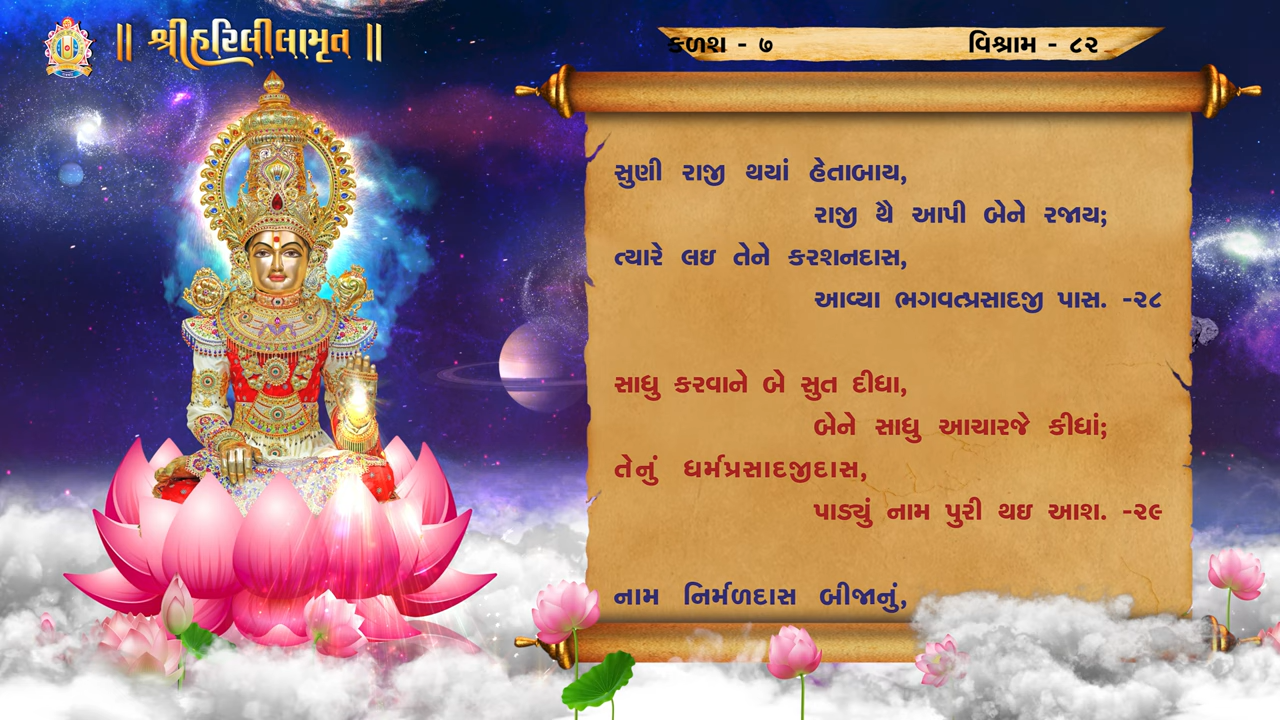 ॥ શ્રીહરિલીલામૃત ॥
કળશ - ૭
વિશ્રામ - ૮૨
સુણી રાજી થયાં હેતાબાય,
રાજી થૈ આપી બેને રજાય;
ત્યારે લઇ તેને કરશનદાસ,
આવ્યા ભગવત્પ્રસાદજી પાસ. -૨૮
સાધુ કરવાને બે સુત દીધા,
બેને સાધુ આચારજે કીધાં;
તેનું ધર્મપ્રસાદજીદાસ,
પાડ્યું નામ પુરી થઇ આશ. -૨૯
નામ નિર્મળદાસ બીજાનું,